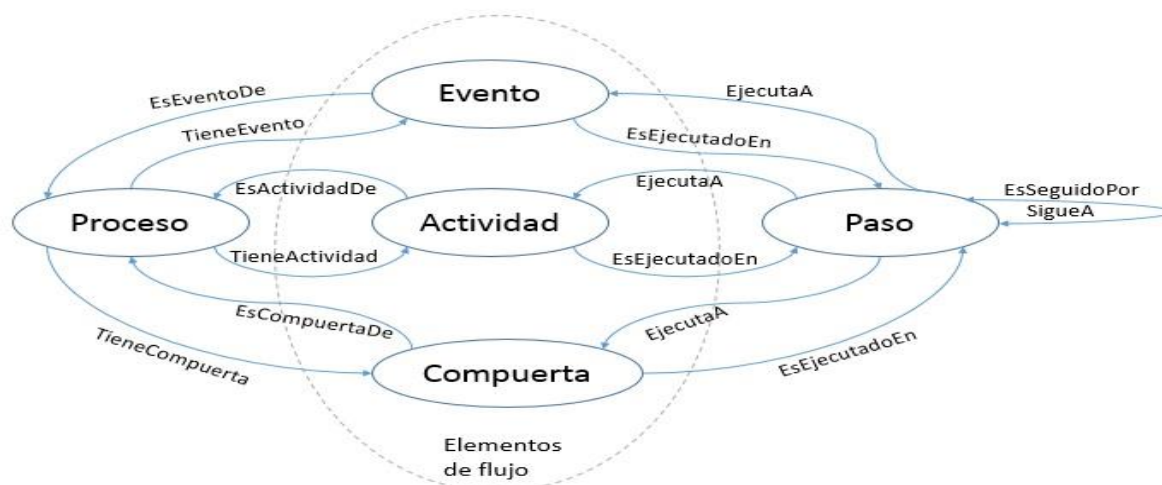 Evento
EsEventoDe
EjecutaA
TieneEvento
EsEjecutadoEn
EsActividadDe
EjecutaA
EsSeguidoPor
SigueA
Proceso
Actividad
Paso
TieneActividad
EsEjecutadoEn
EsCompuertaDe
EjecutaA
TieneCompuerta
EsEjecutadoEn
Compuerta
Elementos
de flujo